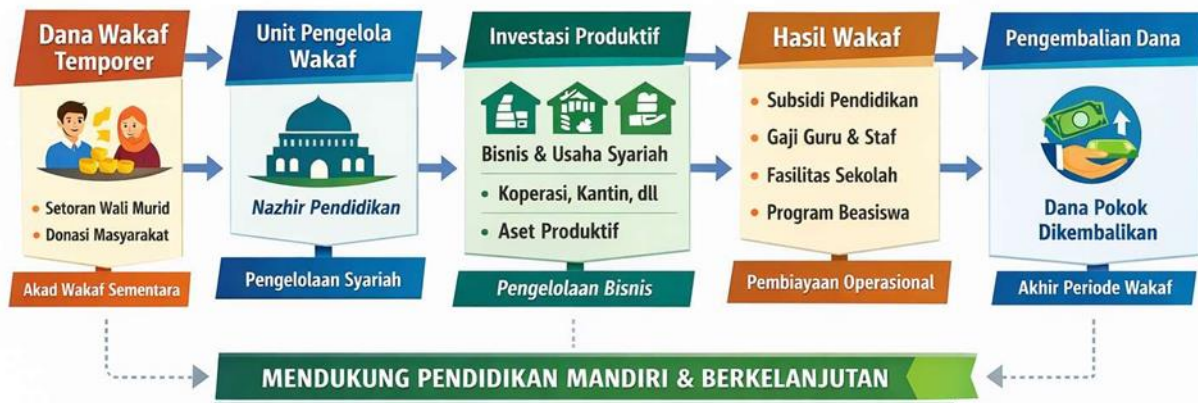 Dana Wakaf
Temporer
Setoran Wali Murid
Donasi Masyarakat
Akad Wakaf Sementara
Unit Pengelola
Wakaf
Nazhir Pendidikan
Pengelolaan Syariah
Investasi Produktif
Bisnis & Usaha Syariah
Koperasi, Kantin, dll
Aset Produktif
Pengelolaan Bisnis
Hasil Wakaf
Subsidi Pendidikan
Gaji Guru & Staf
Fasilitas Sekolah
Program Beasiswa
Pembiayaan Operasional
Pengembalian Dana
Dana Pokok
Dikembalikan
Akhir Periode Wakaf
MENDUKUNG PENDIDIKAN MANDIRI & BERKELANJUTAN